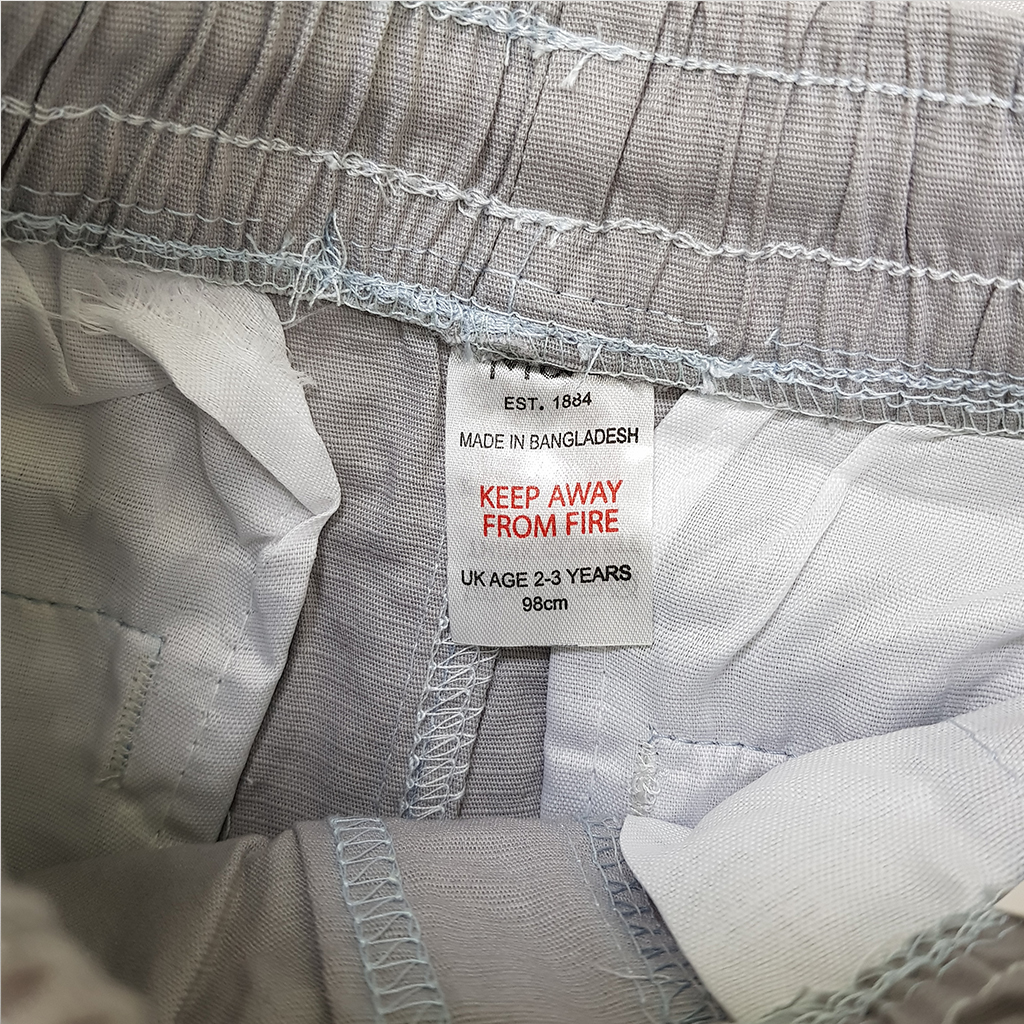 EST. 1884
MADE IN BANGLADESH
KEEP AWAY
FROM FIRE
UK AGE 2-3 YEARS
98cm